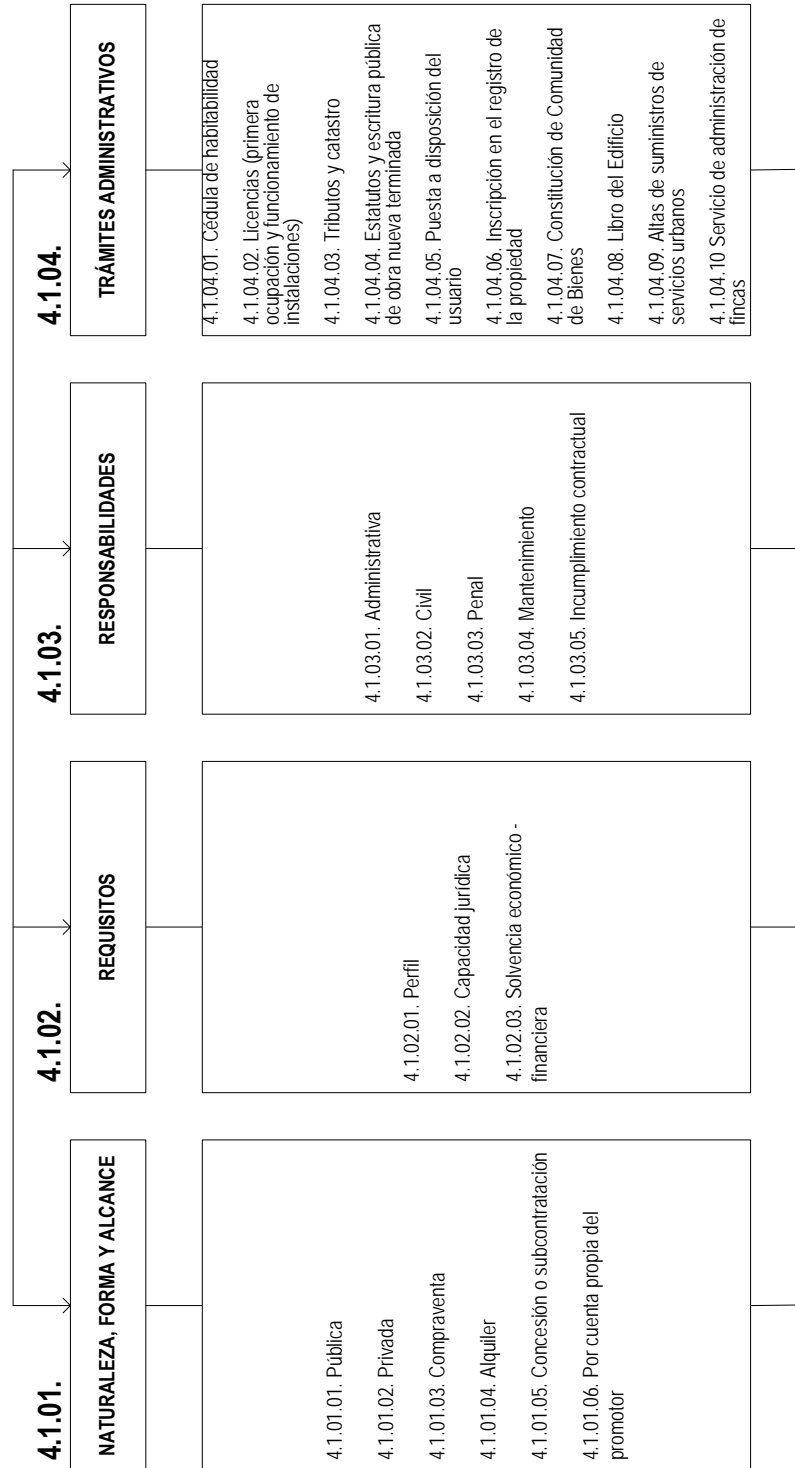 4.1.01.
NATURALEZA, FORMA Y ALCANCE
4.1.01.01. Pública
4.1.01.02. Privada
4.1.01.03. Compraventa
4.1.01.04. Alquiler
4.1.01.05. Concesión o subcontratación
4.1.01.06. Por cuenta propia del
promotor
4.1.02.
REQUISITOS
4.1.02.01. Perfil
4.1.02.02. Capacidad jurídica
4.1.02.03. Solvencia económico -
financiera
4.1.03.
RESPONSABILIDADES
4.1.03.01. Administrativa
4.1.03.02. Civil
4.1.03.03. Penal
4.1.03.04. Mantenimiento
4.1.03.05. Incumplimiento contractual
4.1.04.
TRÁMITES ADMINISTRATIVOS
4.1.04.01. Cédula de habitabilidad
4.1.04.02. Licencias (primera
ocupación y funcionamiento de
instalaciones)
4.1.04.03. Tributos y catastro
4.1.04.04. Estatutos y escritura pública
de obra nueva terminada
4.1.04.05. Puesta a disposición del
usuario
4.1.04.06. Inscripción en el registro de
la propiedad
4.1.04.07. Constitución de Comunidad
de Bienes
4.1.04.08. Libro del Edificio
4.1.04.09. Altas de suministros de
servicios urbanos
4.1.04.10 Servicio de administración de
fincas